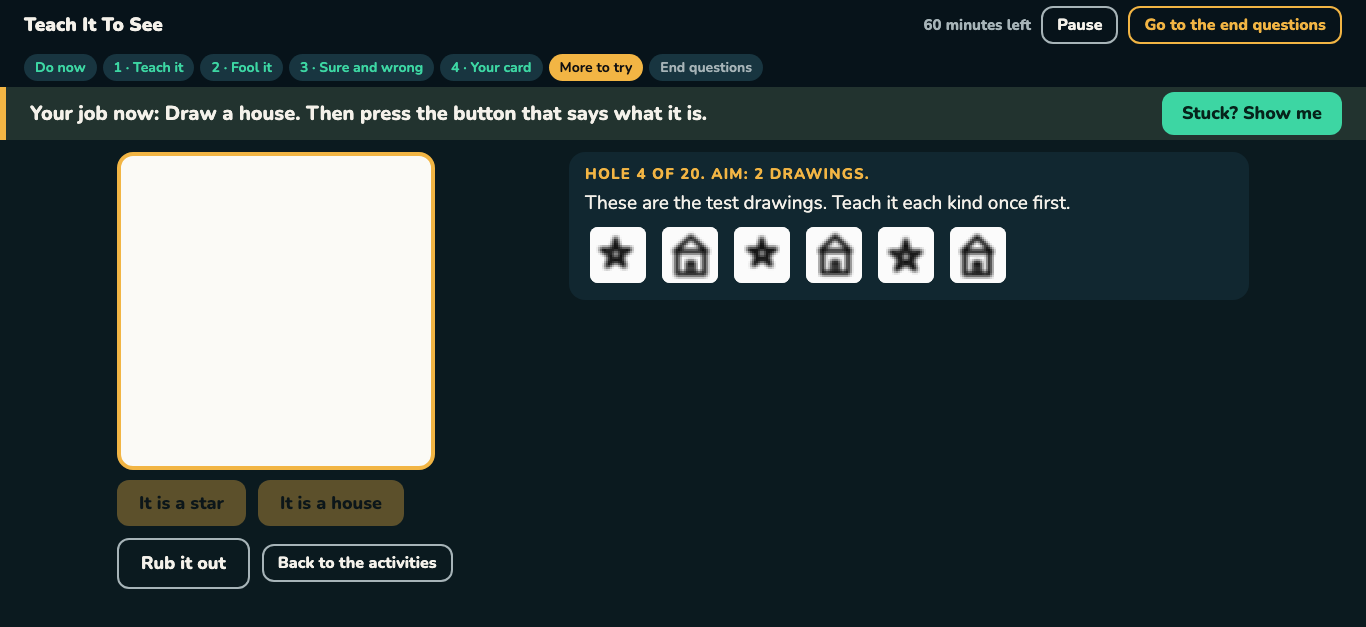 Teach It To See
60 minutes left
Pause
Go to the end questions
Do now
1 · Teach it
2 · Fool it
3 · Sure and wrong
4 · Your card
More to try
End questions
Your job now: Draw a house. Then press the button that says what it is.
Stuck? Show me
HOLE 4 OF 20. AIM: 2 DRAWINGS.
These are the test drawings. Teach it each kind once first.
It is a star
It is a house
Rub it out
Back to the activities